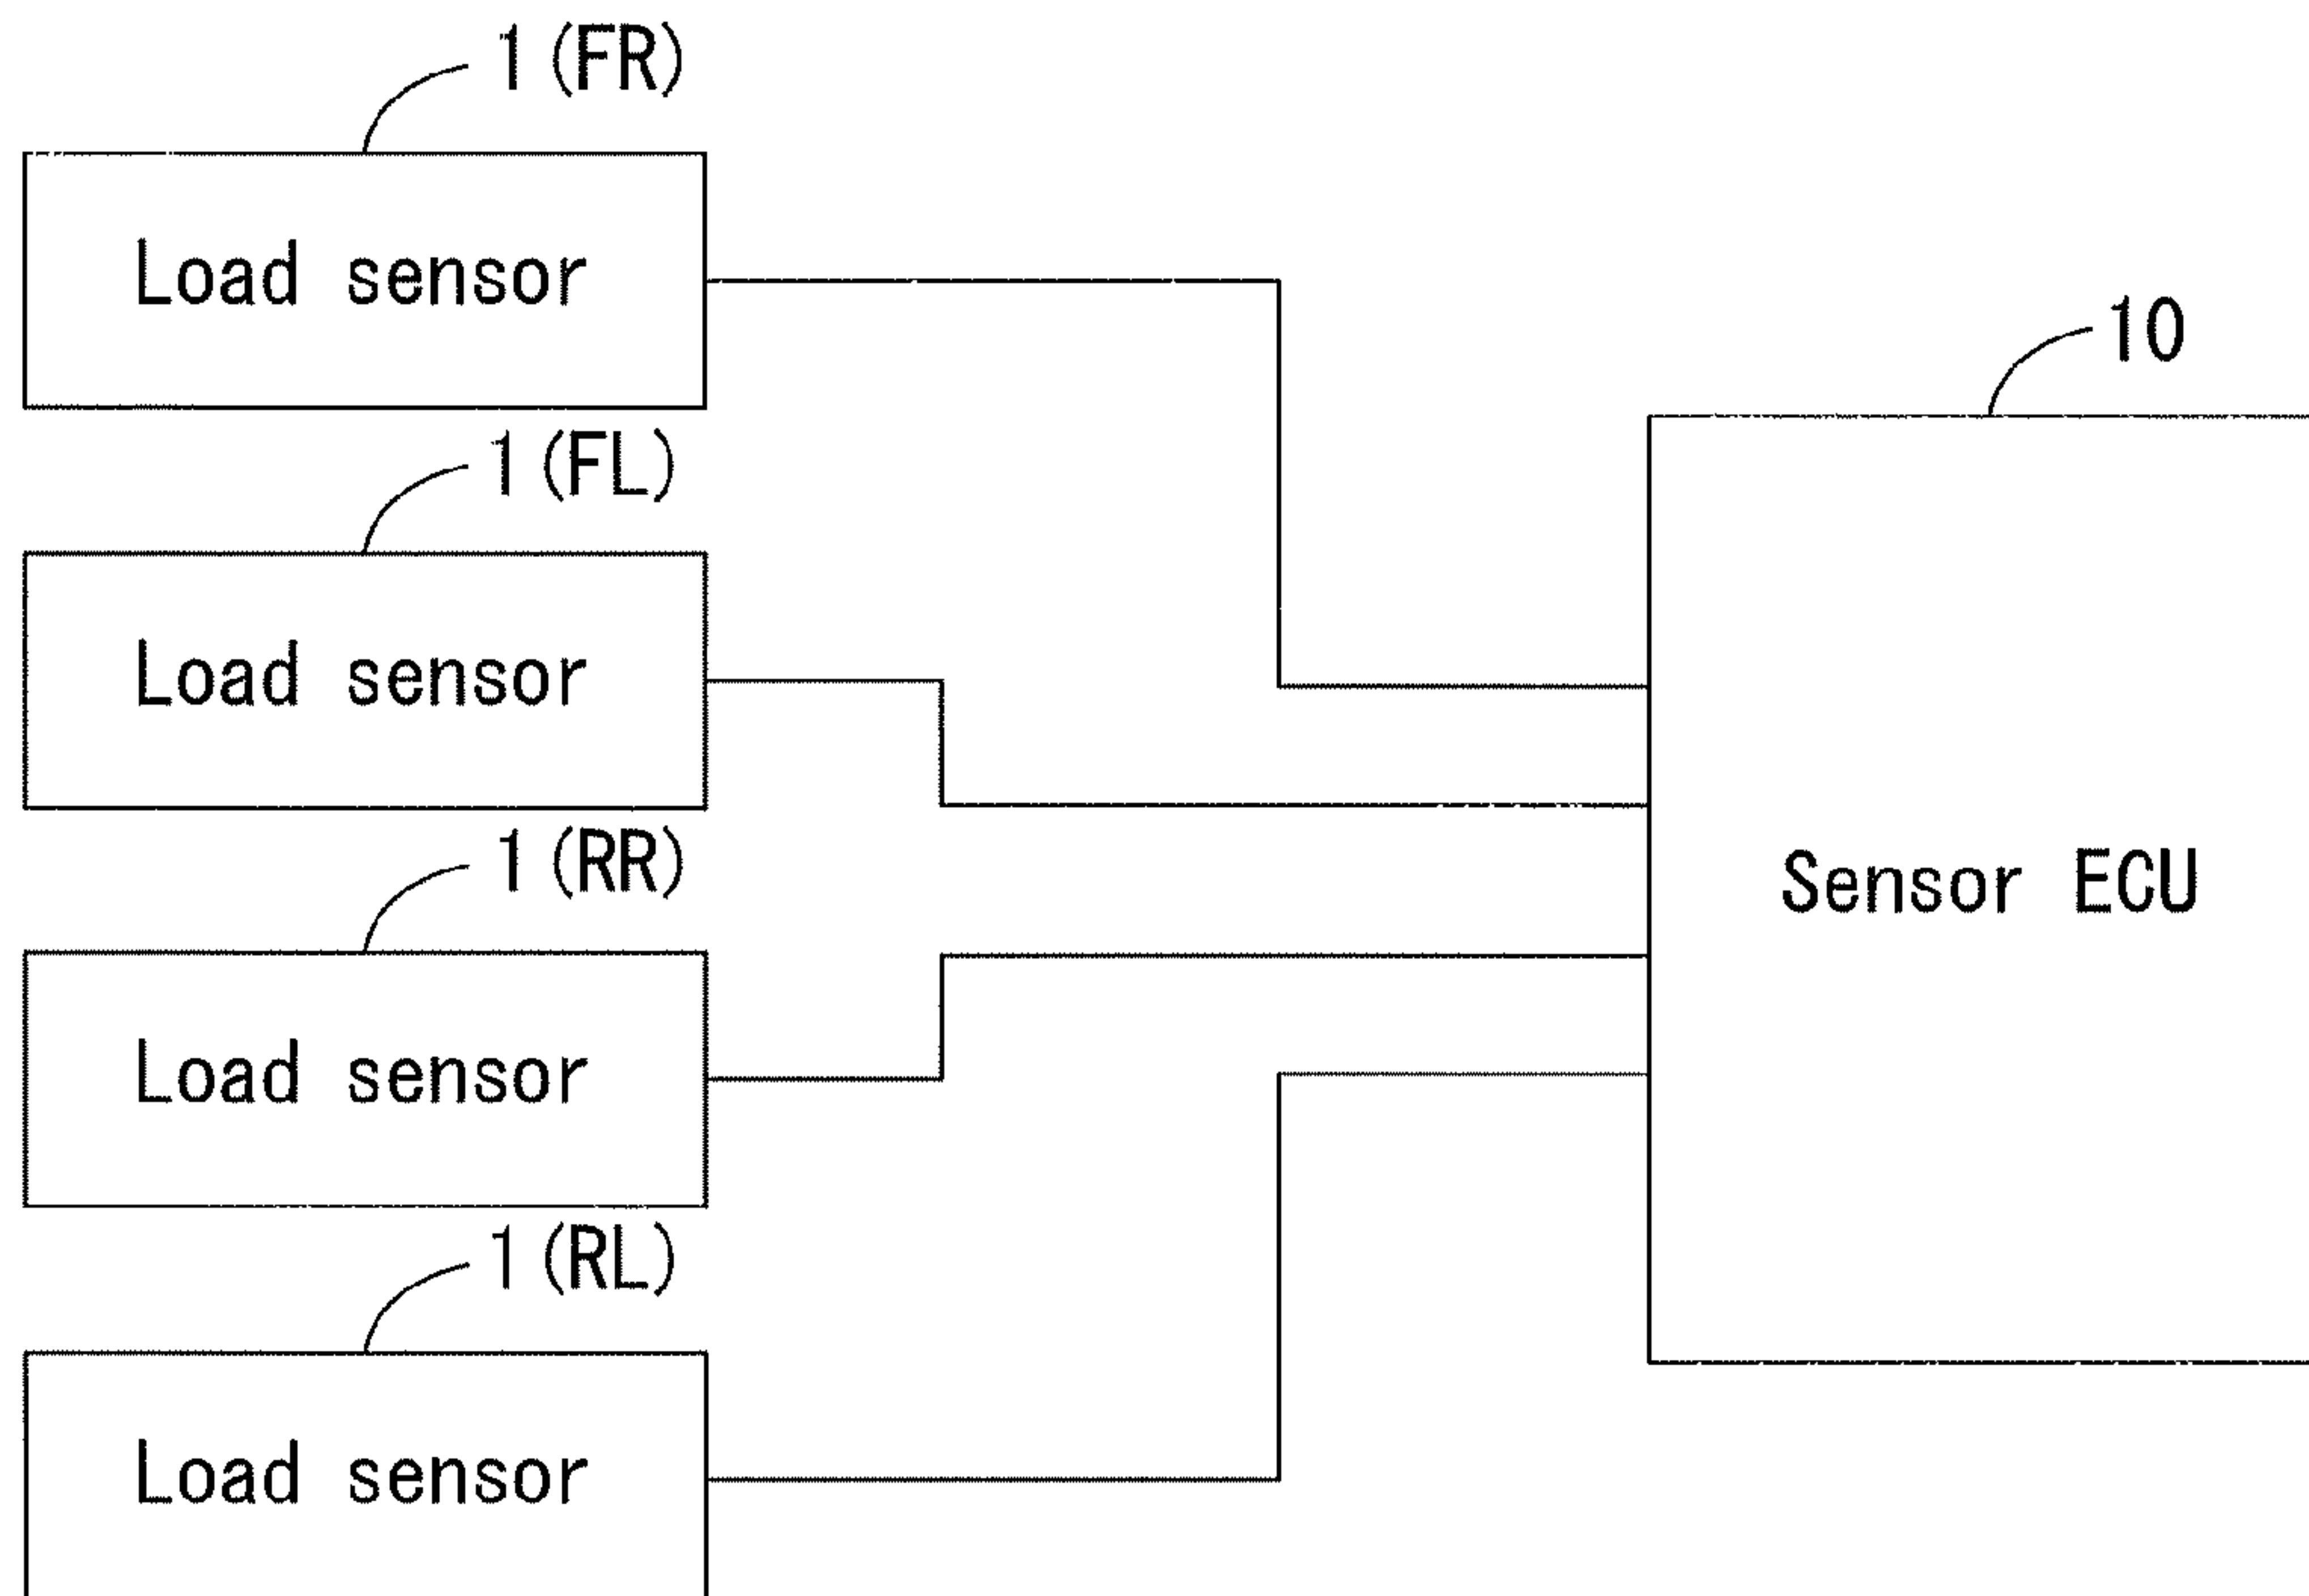 1(FR)
Load sensor
10
1(FL)
Load sensor
1(RR)
Sensor ECU
Load sensor
1(RL)
Load sensor